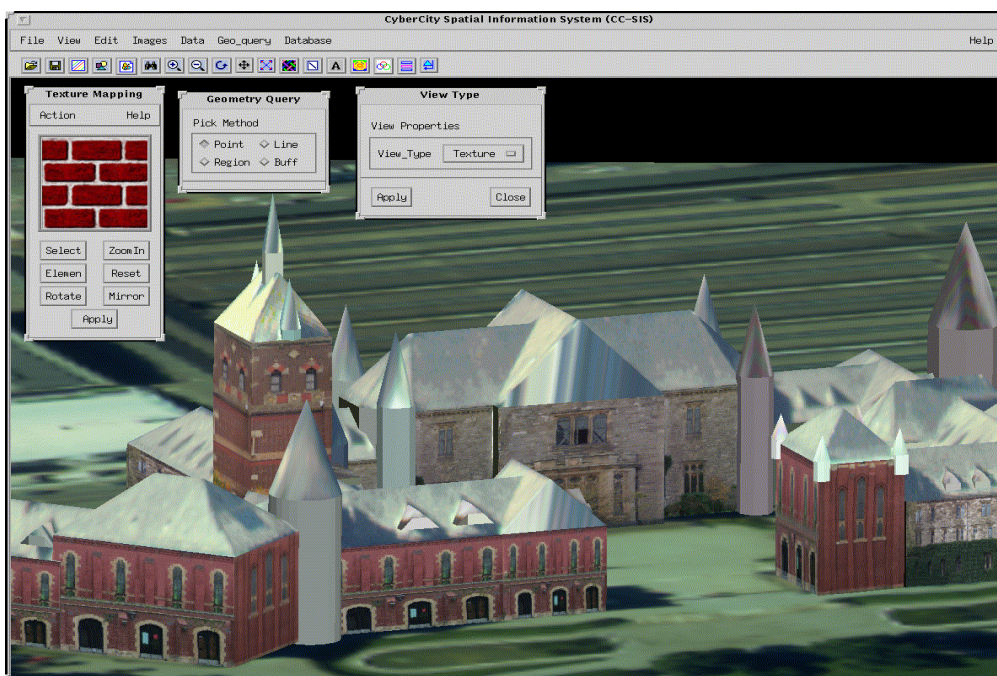 CyberCity Spatial Information System (CC-SIS)
File View Edit Images Data Geo_query Database Help
A
Texture Mapping
Action Help
Select ZoomIn
Elemen Reset
Rotate Mirror
Apply
Geometry Query
Pick Method
Point Line
Region Buff
View Type
View Properties
View_Type Texture
Apply Close